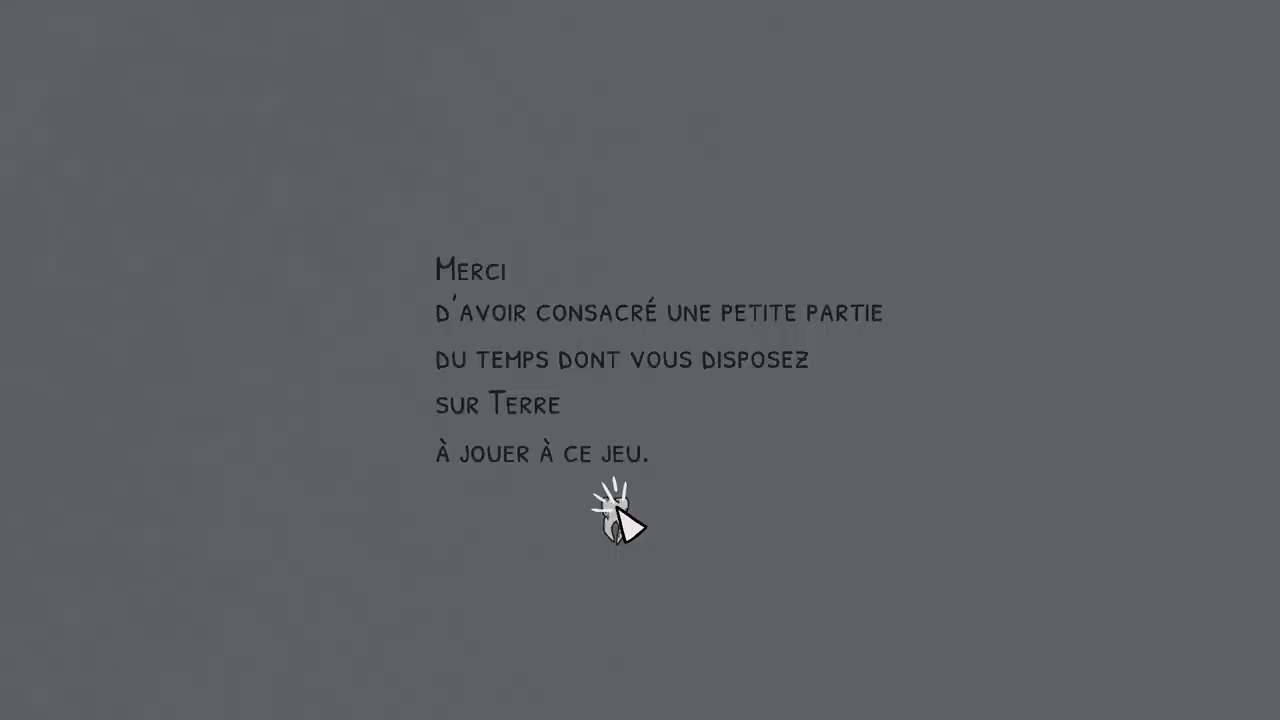 Merci
d'avoir consacré une petite partie
du temps dont vous disposez
sur Terre
à jouer à ce jeu.